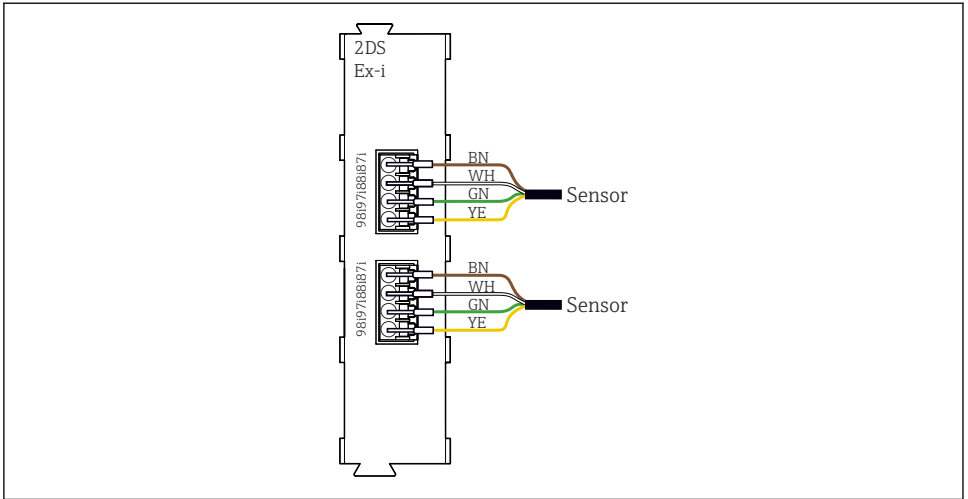 2DS
Ex-i
98i97i88i87i
BN
WH
GN
YE
Sensor
98i97i88i87i
BN
WH
GN
YE
Sensor